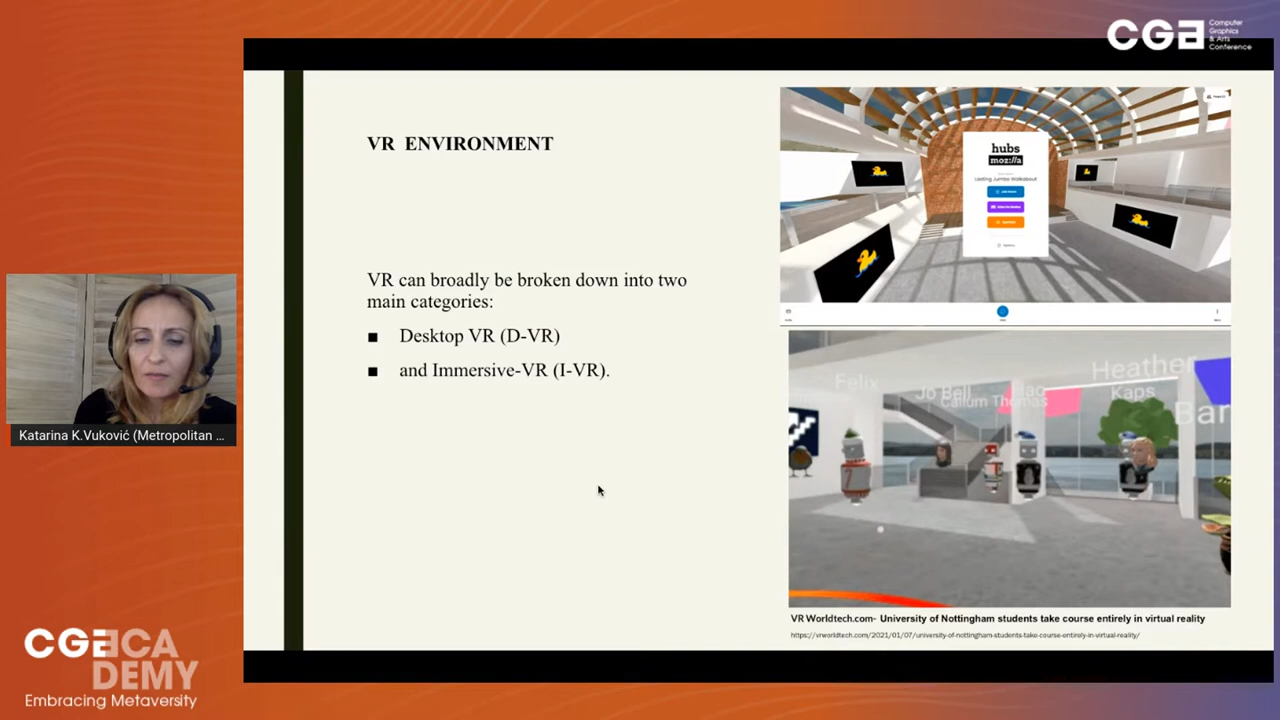 CGA Computer
Graphics
& Arts
Conference
VR ENVIRONMENT
VR can broadly be broken down into two
main categories:
■ Desktop VR (D-VR)
■ and Immersive-VR (I-VR).
hubs
moz://a
Felix
Jo Bell
Callum Thomas
Heather
Kaps
Bar
VR Worldtech.com- University of Nottingham students take course entirely in virtual reality
https://vrworldtech.com/2021/01/07/university-of-nottingham-students-take-course-entirely-in-virtual-reality/
Katarina K.Vuković (Metropolitan ...
CGACA
DEMY
Embracing Metaversity